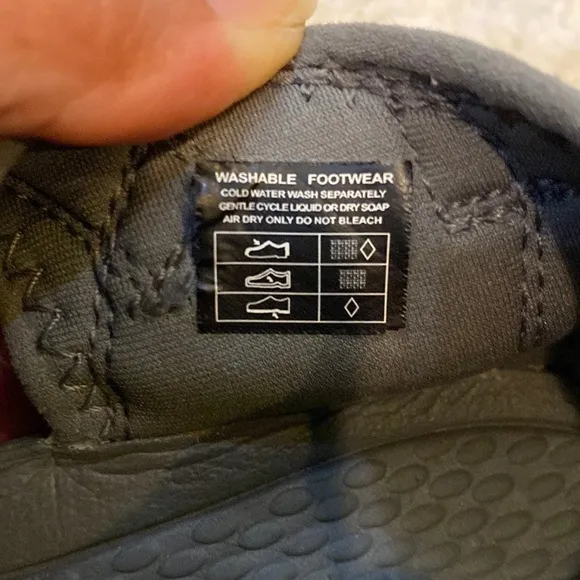 WASHABLE FOOTWEAR
COLD WATER WASH SEPARATELY
GENTLE CYCLE LIQUID OR DRY SOAP
AIR DRY ONLY DO NOT BLEACH